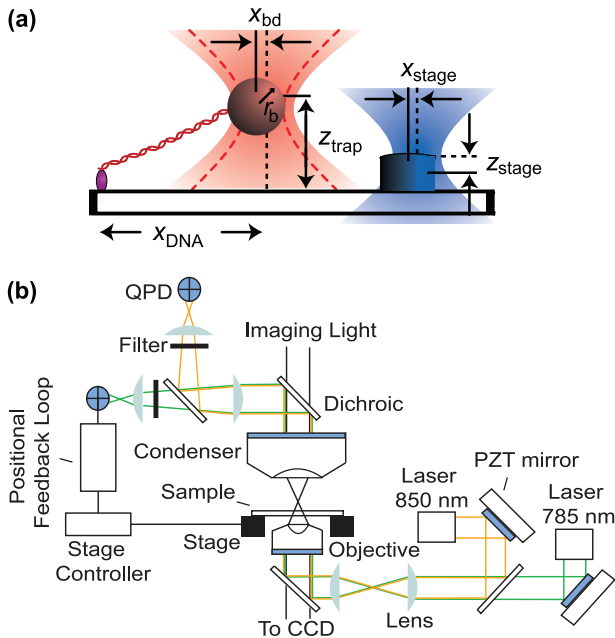 (a)
x_bd
r_b
z_trap
x_stage
z_stage
x_DNA
(b)
QPD
Imaging Light
Filter
Dichroic
Condenser
Positional
Feedback Loop
Sample
Stage
Stage
Controller
Objective
Lens
To CCD
Laser
850 nm
PZT mirror
Laser
785 nm